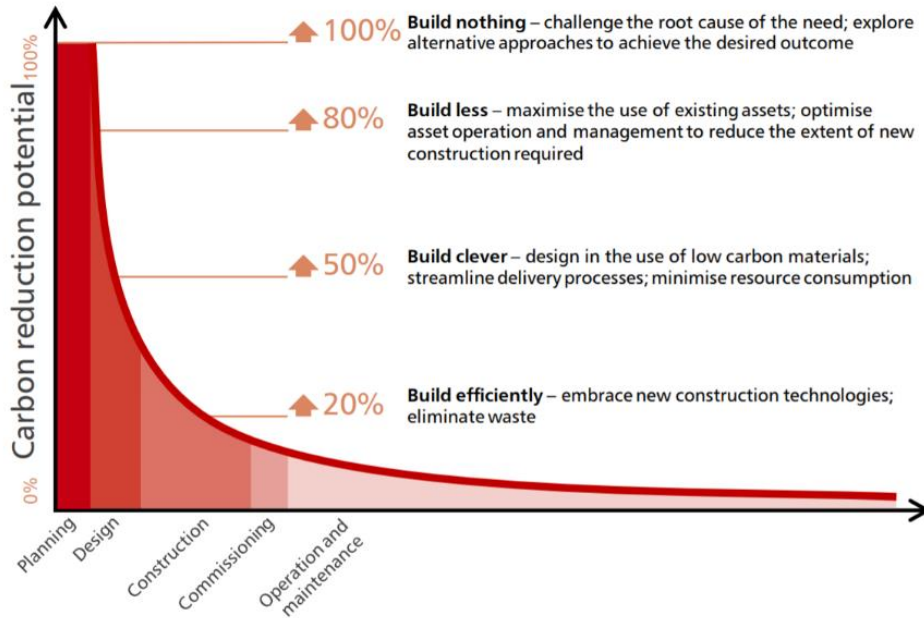 100%
Carbon reduction potential
0%
100%
Build nothing – challenge the root cause of the need; explore
alternative approaches to achieve the desired outcome
80%
Build less – maximise the use of existing assets; optimise
asset operation and management to reduce the extent of new
construction required
50%
Build clever – design in the use of low carbon materials;
streamline delivery processes; minimise resource consumption
20%
Build efficiently – embrace new construction technologies;
eliminate waste
Planning
Design
Construction
Commissioning
Operation and
maintenance